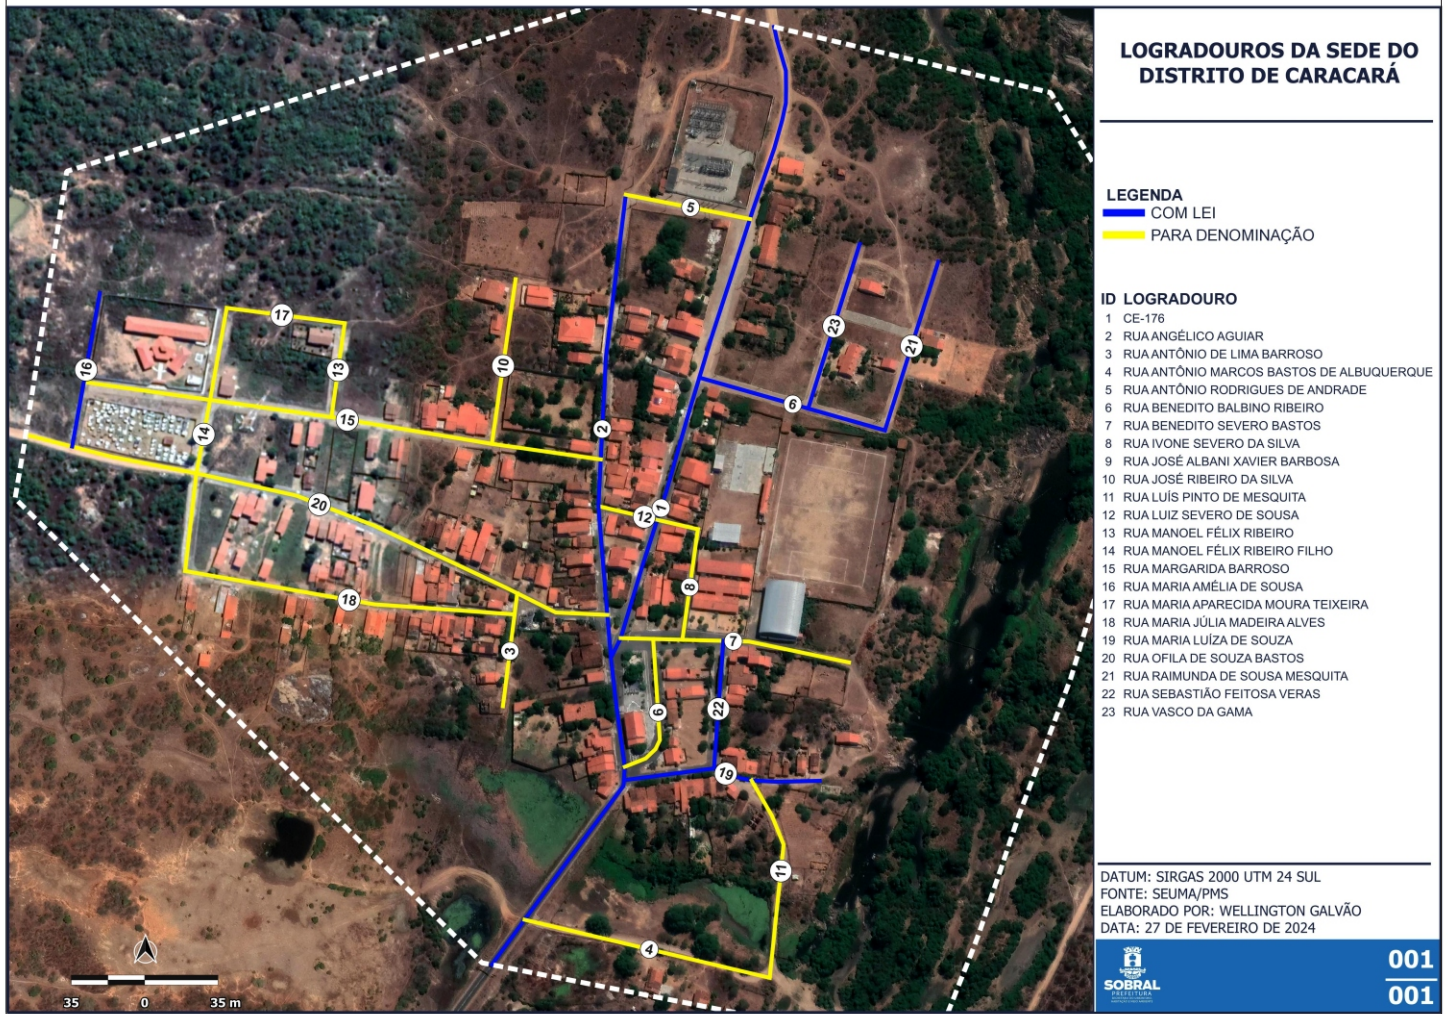 LOGRADOUROS DA SEDE DO
DISTRITO DE CARACARÁ
LEGENDA
COM LEI
PARA DENOMINAÇÃO
ID LOGRADOURO
1 CE-176
2 RUA ANGÉLICO AGUIAR
3 RUA ANTÔNIO DE LIMA BARROSO
4 RUA ANTÔNIO MARCOS BASTOS DE ALBUQUERQUE
5 RUA ANTÔNIO RODRIGUES DE ANDRADE
6 RUA BENEDITO BALBINO RIBEIRO
7 RUA BENEDITO SEVERO BASTOS
8 RUA IVONE SEVERO DA SILVA
9 RUA JOSÉ ALBANI XAVIER BARBOSA
10 RUA JOSÉ RIBEIRO DA SILVA
11 RUA LUÍS PINTO DE MESQUITA
12 RUA LUIZ SEVERO DE SOUSA
13 RUA MANOEL FÉLIX RIBEIRO
14 RUA MANOEL FÉLIX RIBEIRO FILHO
15 RUA MARGARIDA BARROSO
16 RUA MARIA AMÉLIA DE SOUSA
17 RUA MARIA APARECIDA MOURA TEIXEIRA
18 RUA MARIA JÚLIA MADEIRA ALVES
19 RUA MARIA LUÍZA DE SOUZA
20 RUA OFILA DE SOUZA BASTOS
21 RUA RAIMUNDA DE SOUSA MESQUITA
22 RUA SEBASTIÃO FEITOSA VERAS
23 RUA VASCO DA GAMA
DATUM: SIRGAS 2000 UTM 24 SUL
FONTE: SEUMA/PMS
ELABORADO POR: WELLINGTON GALVÃO
DATA: 27 DE FEVEREIRO DE 2024
SOBRAL
PREFEITURA
001
001
5
17
23
21
16
13
10
6
15
2
14
20
12
1
8
18
7
3
9
22
19
11
4
35 0 35 m